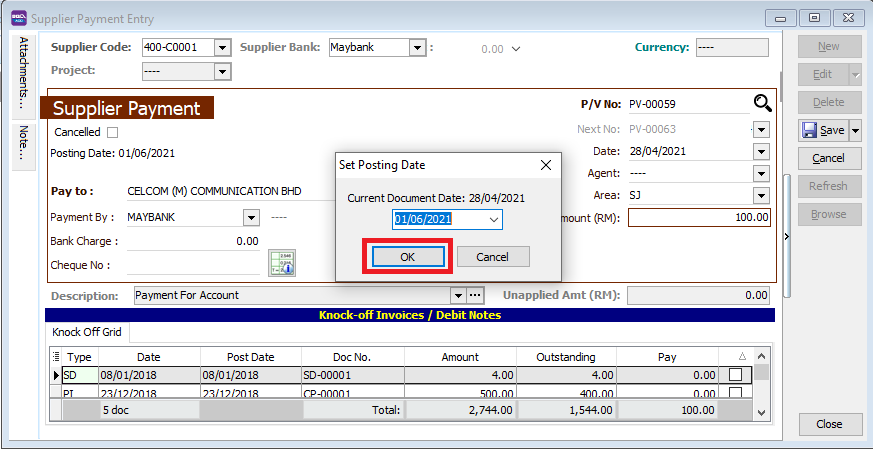 Supplier Payment Entry
Attachments...
Note...
Supplier Code: 400-C0001 Supplier Bank: Maybank : 0.00 Currency: ----
Project: ----
Supplier Payment
Cancelled
Posting Date: 01/06/2021
Pay to : CELCOM (M) COMMUNICATION BHD
Payment By : MAYBANK ----
Bank Charge : 0.00
Cheque No :
P/V No: PV-00059
Next No: PV-00063
Date: 28/04/2021
Agent: ----
Area: SJ
mount (RM): 100.00
Set Posting Date
Current Document Date: 28/04/2021
01/06/2021
OK Cancel
Description: Payment For Account ... Unapplied Amt (RM): 0.00
Knock-off Invoices / Debit Notes
Knock Off Grid
Type Date Post Date Doc No. Amount Outstanding Pay
SD 08/01/2018 08/01/2018 SD-00001 4.00 4.00 0.00
PI 23/12/2018 23/12/2018 CP-00001 500.00 400.00 0.00
5 doc Total: 2,744.00 1,544.00 100.00
New
Edit
Delete
Save
Cancel
Refresh
Browse
Close